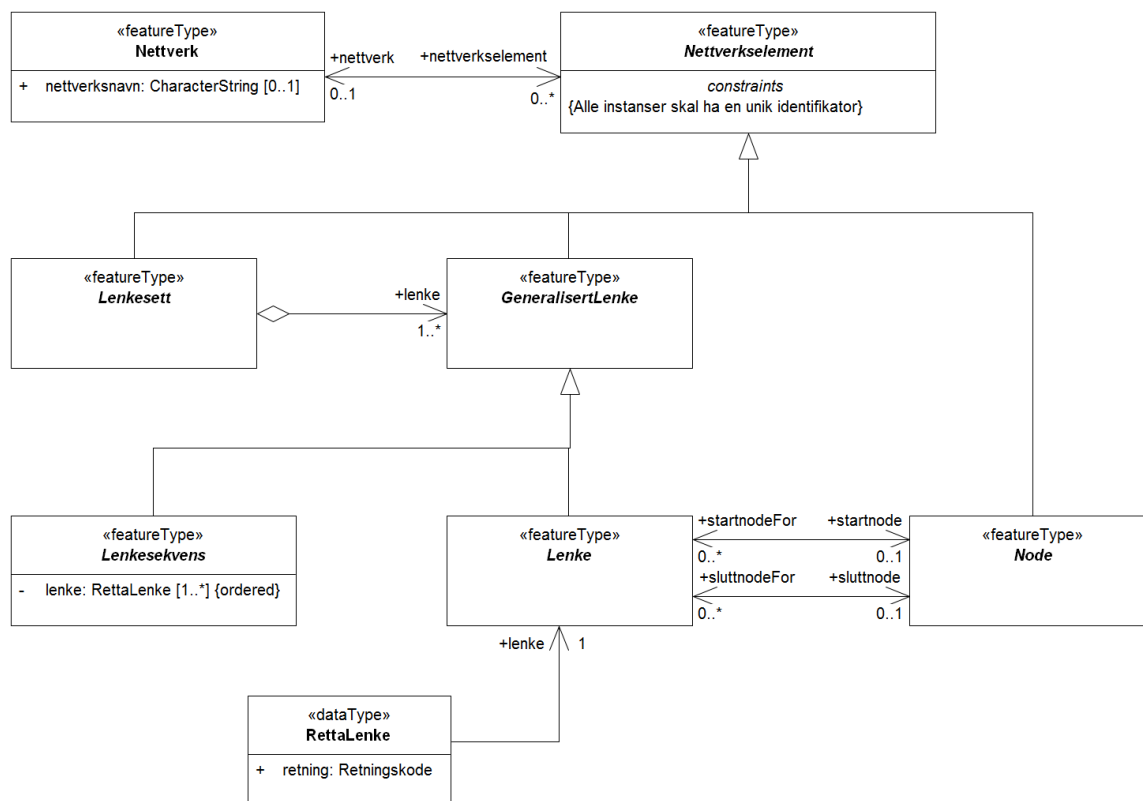 «featureType»
Nettverk
+ nettverksnavn: CharacterString [0..1]
+nettverk
0..1
+nettverkselement
0..*
«featureType»
Nettverkselement
constraints
{Alle instanser skal ha en unik identifikator}
«featureType»
Lenkesett
+lenke
1..*
«featureType»
GeneralisertLenke
«featureType»
Lenkesekvens
- lenke: RettaLenke [1..*] {ordered}
«featureType»
Lenke
+startnodeFor
0..*
+startnode
0..1
+sluttnodeFor
0..*
+sluttnode
0..1
«featureType»
Node
+lenke
1
«dataType»
RettaLenke
+ retning: Retningskode